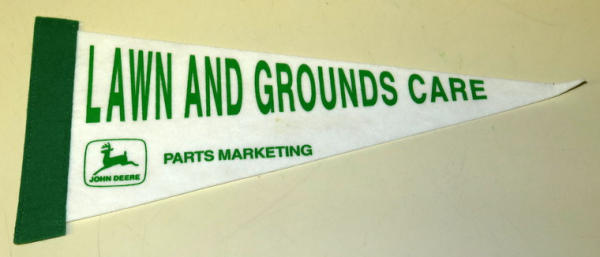 LAWN AND GROUNDS CARE
JOHN DEERE
PARTS MARKETING